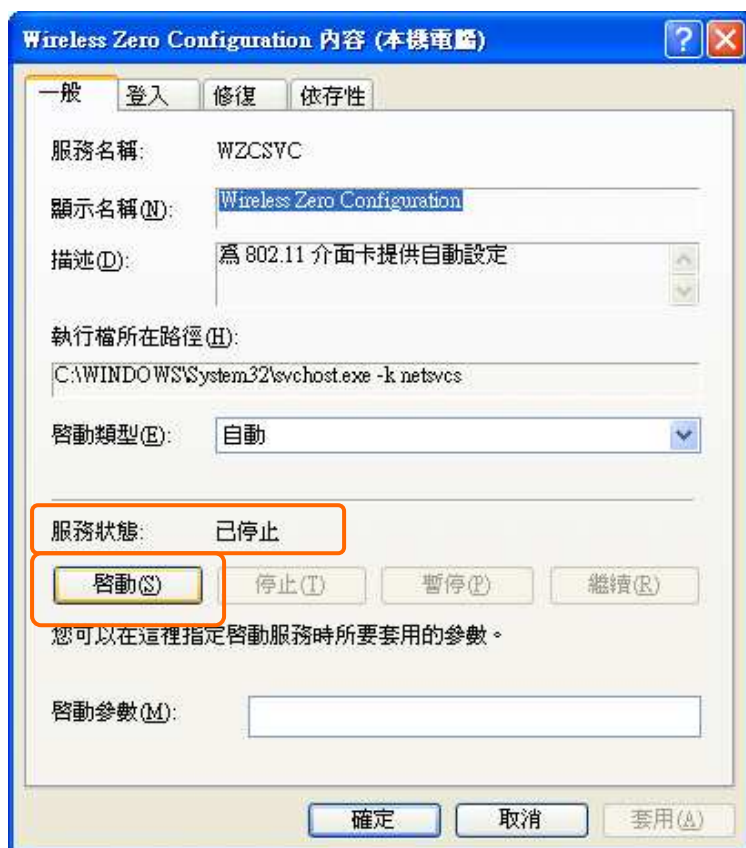 Wireless Zero Configuration 內容 (本機電腦)
一般 登入 修復 依存性
服務名稱: WZCSVC
顯示名稱(N): Wireless Zero Configuration
描述(D): 爲 802.11 介面卡提供自動設定
執行檔所在路徑(H):
C:\WINDOWS\System32\svchost.exe -k netsvcs
啓動類型(E): 自動
服務狀態: 已停止
啓動(S) 停止(T) 暫停(P) 繼續(R)
您可以在這裡指定啓動服務時所要套用的參數。
啓動參數(M):
確定 取消 套用(A)